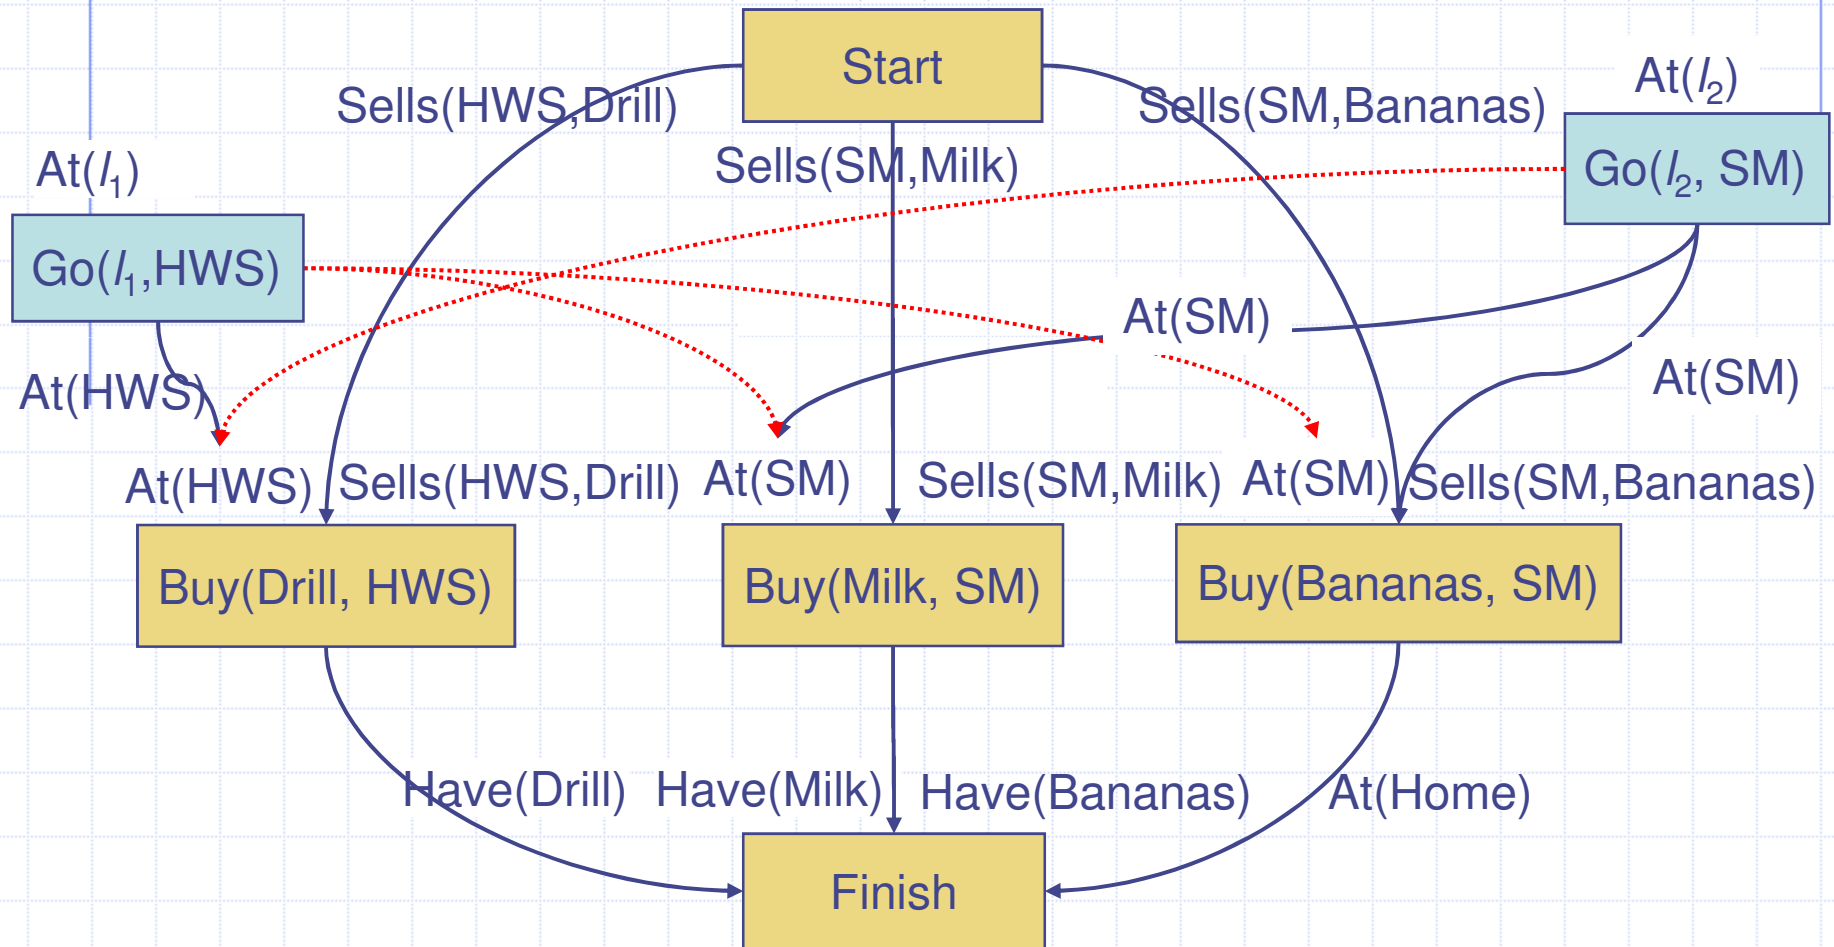 Start
At(l2)
Sells(HWS,Drill)
Sells(SM,Bananas)
Sells(SM,Milk)
At(l1)
Go(l2, SM)
Go(l1,HWS)
At(SM)
At(HWS)
At(SM)
At(HWS)
Sells(HWS,Drill)
At(SM)
Sells(SM,Milk)
At(SM)
Sells(SM,Bananas)
Buy(Drill, HWS)
Buy(Milk, SM)
Buy(Bananas, SM)
Have(Drill)
Have(Milk)
Have(Bananas)
At(Home)
Finish